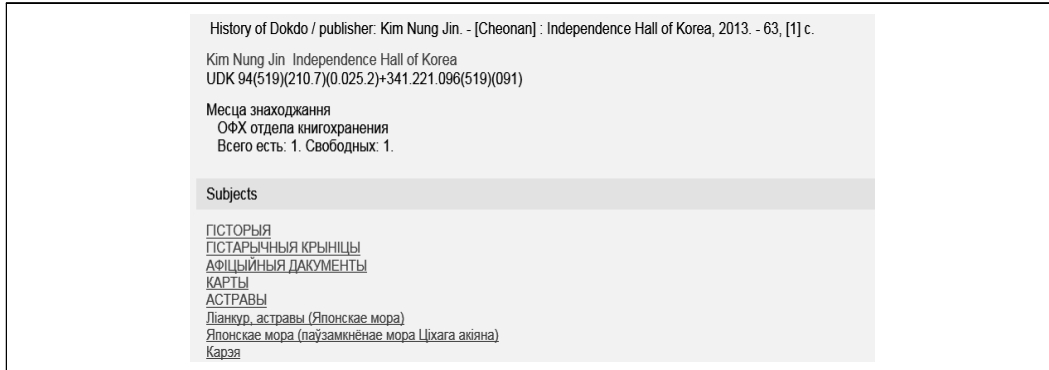 History of Dokdo / publisher: Kim Nung Jin. - [Cheonan] : Independence Hall of Korea, 2013. - 63, [1] c.
Kim Nung Jin Independence Hall of Korea
UDK 94(519)(210.7)(0.025.2)+341.221.096(519)(091)
Месца знаходжання
ОФХ отдела книгохранения
Всего есть: 1. Свободных: 1.
Subjects
ГІСТОРЫЯ
ГІСТАРЫЧНЫЯ КРЫНІЦЫ
АФІЦЫЙНЫЯ ДАКУМЕНТЫ
КАРТЫ
АСТРАВЫ
Ліанкур, астравы (Японскае мора)
Японскае мора (паўзамкнёнае мора Ціхага акіяна)
Карэя